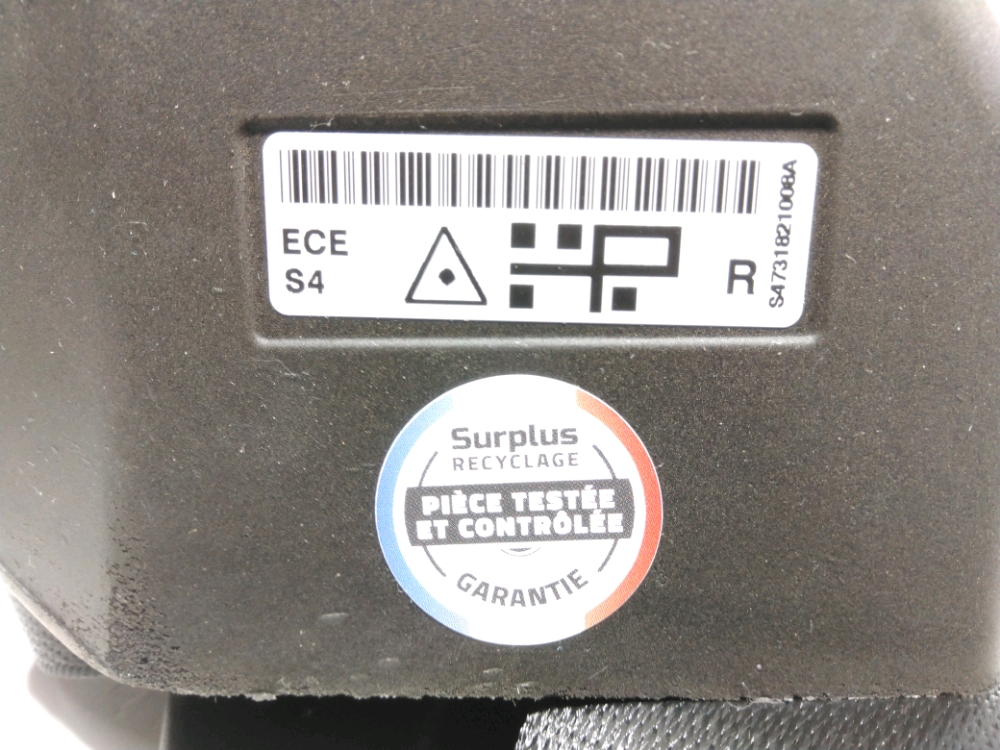 ECE
S4
R
S4731821008A
Surplus
RECYCLAGE
PIÈCE TESTÉE
ET CONTRÔLÉE
GARANTIE